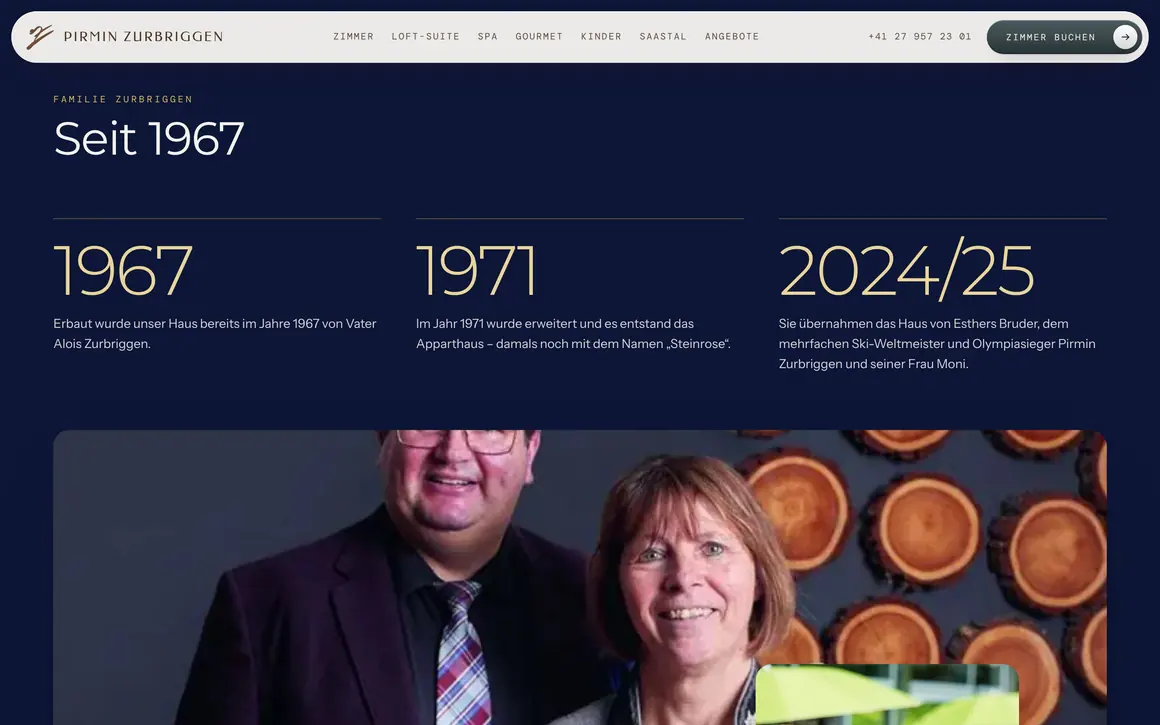 PIRMIN ZURBRIGGEN
ZIMMER
LOFT-SUITE
SPA
GOURMET
KINDER
SAASTAL
ANGEBOTE
+41 27 957 23 01
ZIMMER BUCHEN
FAMILIE ZURBRIGGEN
Seit 1967
1967
Erbaut wurde unser Haus bereits im Jahre 1967 von Vater
Alois Zurbriggen.
1971
Im Jahr 1971 wurde erweitert und es entstand das
Apparthaus – damals noch mit dem Namen „Steinrose“.
2024/25
Sie übernahmen das Haus von Esthers Bruder, dem
mehrfachen Ski-Weltmeister und Olympiasieger Pirmin
Zurbriggen und seiner Frau Moni.